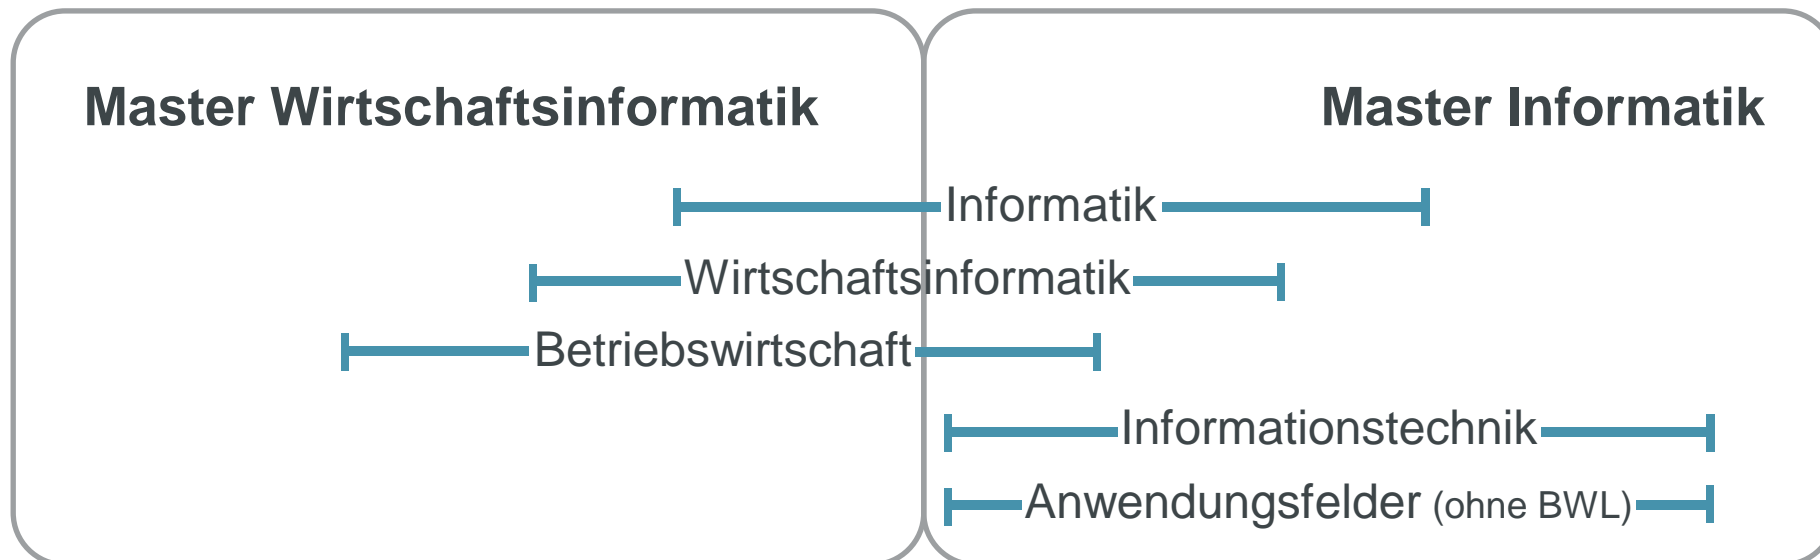 Master Wirtschaftsinformatik
Master Informatik
Informatik
Wirtschaftsinformatik
Betriebswirtschaft
Informationstechnik
Anwendungsfelder (ohne BWL)